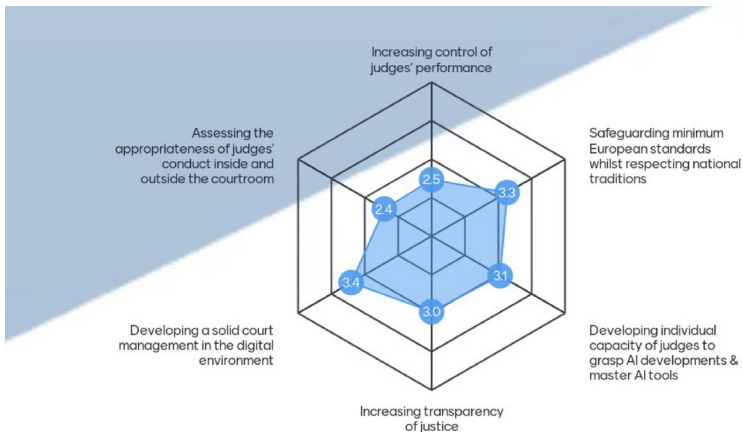 Increasing control of
judges' performance
Assessing the
appropriateness of judges'
conduct inside and
outside the courtroom
Safeguarding minimum
European standards
whilst respecting national
traditions
2.5
3.3
2.4
3.1
3.4
3.0
Developing a solid court
management in the digital
environment
Developing individual
capacity of judges to
grasp AI developments &
master AI tools
Increasing transparency
of justice